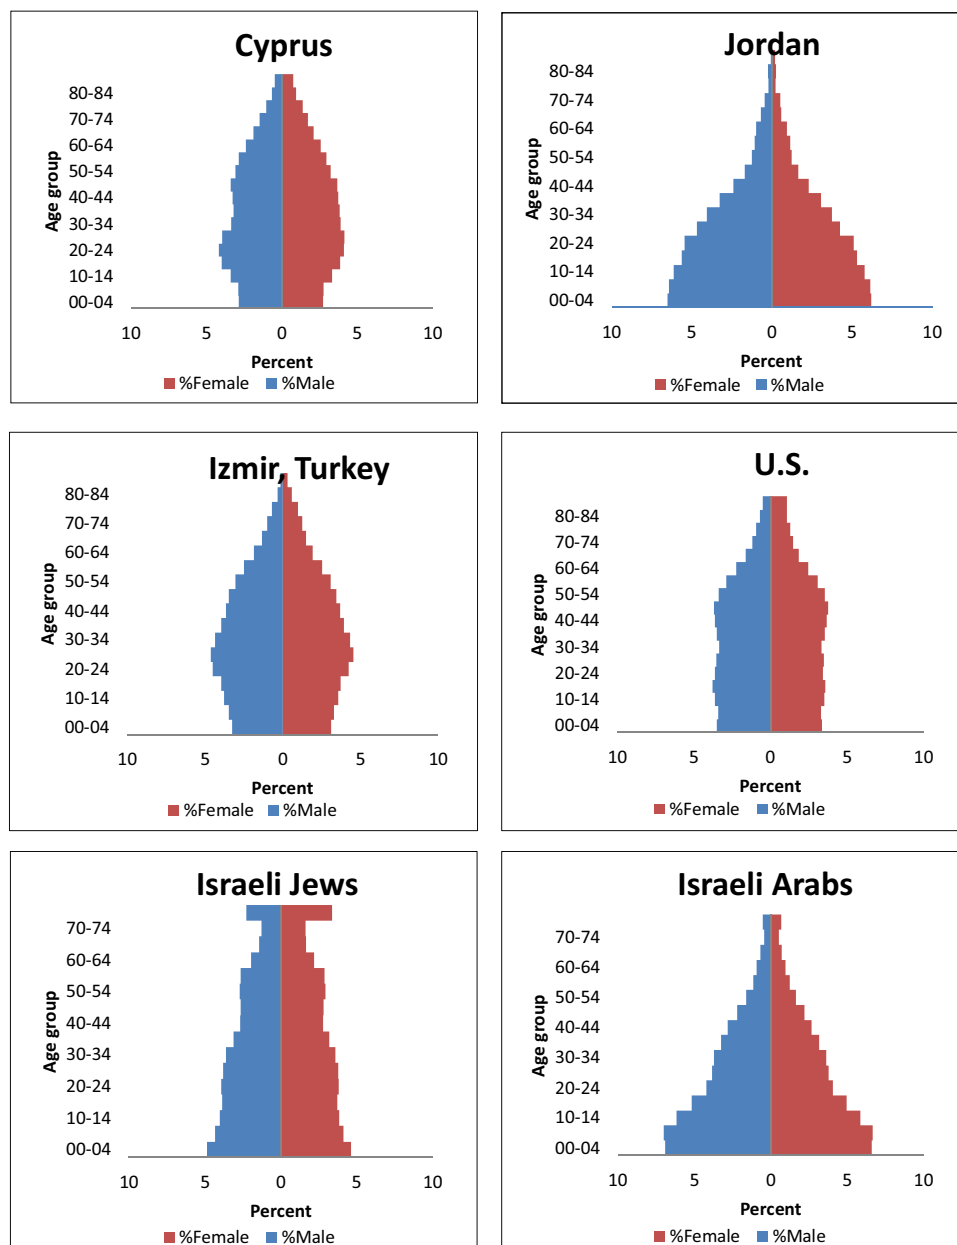 Cyprus
Age group
80-84
70-74
60-64
50-54
40-44
30-34
20-24
10-14
00-04
10 5 0 5 10
Percent
%Female %Male
Jordan
Age group
80-84
70-74
60-64
50-54
40-44
30-34
20-24
10-14
00-04
10 5 0 5 10
Percent
%Female %Male
Izmir, Turkey
Age group
80-84
70-74
60-64
50-54
40-44
30-34
20-24
10-14
00-04
10 5 0 5 10
Percent
%Female %Male
U.S.
Age group
80-84
70-74
60-64
50-54
40-44
30-34
20-24
10-14
00-04
10 5 0 5 10
Percent
%Female %Male
Israeli Jews
Age group
70-74
60-64
50-54
40-44
30-34
20-24
10-14
00-04
10 5 0 5 10
Percent
%Female %Male
Israeli Arabs
Age group
70-74
60-64
50-54
40-44
30-34
20-24
10-14
00-04
10 5 0 5 10
Percent
%Female %Male